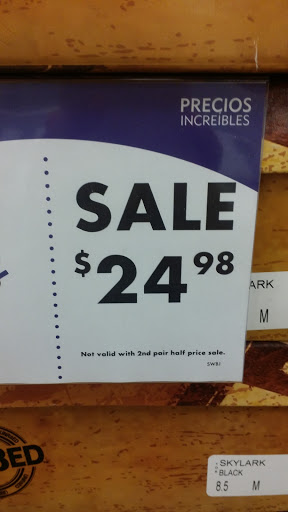 PRECIOS
INCREIBLES
SALE
$24.98
Not valid with 2nd pair half price sale.
SWBJ
ARK
M
BED
SKYLARK
BLACK
8.5 M